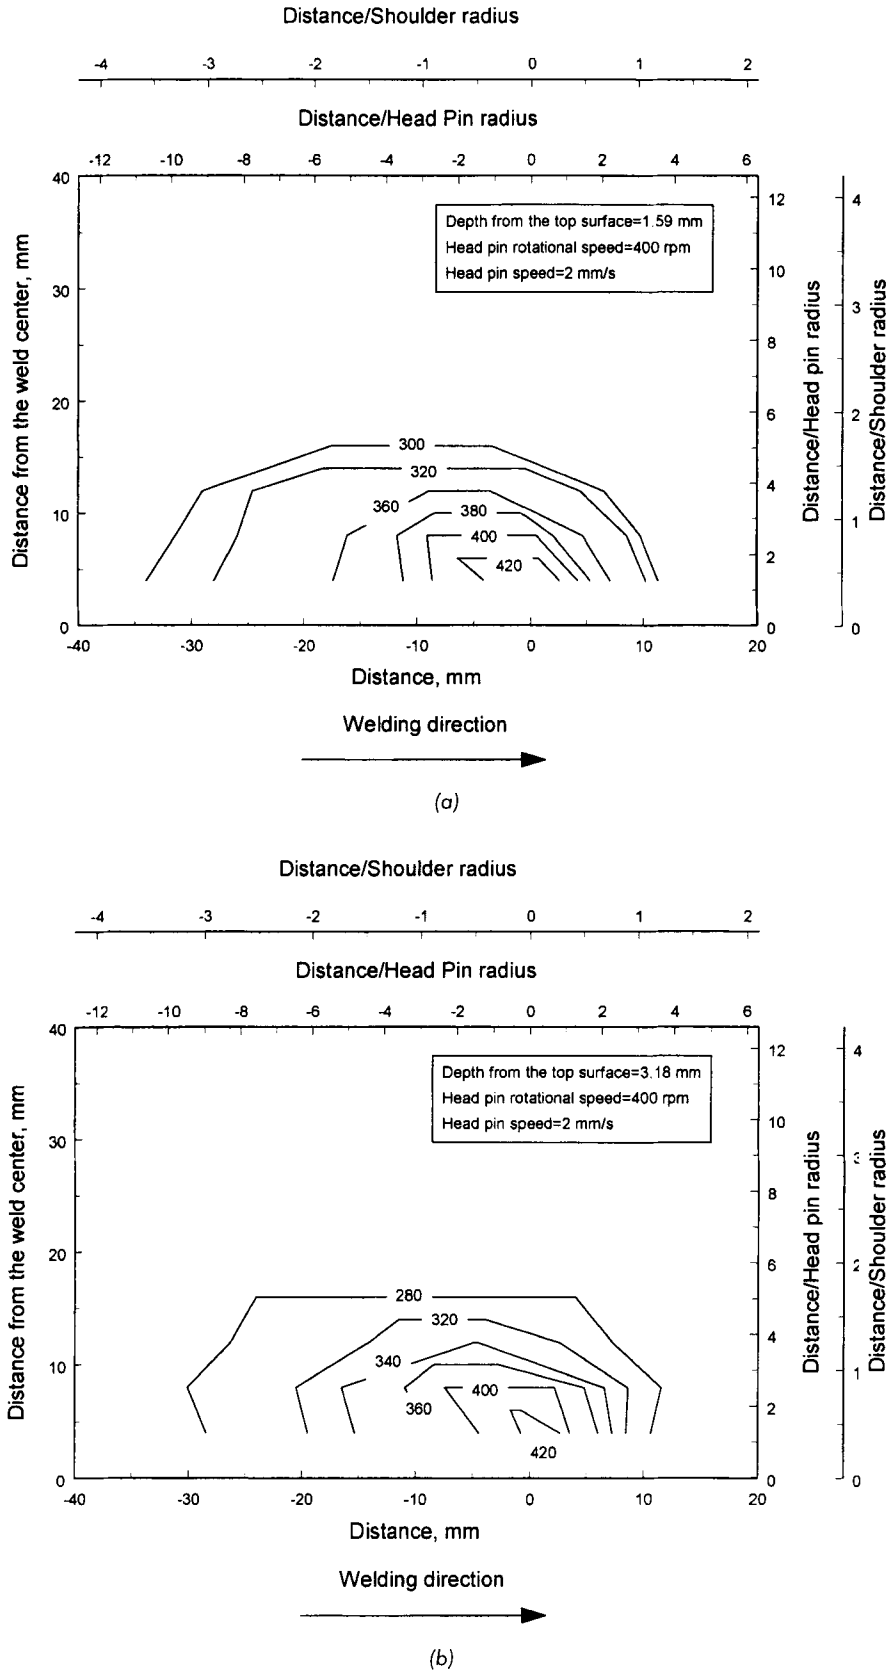 Distance/Shoulder radius
-4 -3 -2 -1 0 1 2
Distance/Head Pin radius
-12 -10 -9 -8 -6 -5 -4 -2 0 1 2 4 6
40
30
20
10
0
Distance from the weld center, mm
Depth from the top surface=1.59 mm
Head pin rotational speed=400 rpm
Head pin speed=2 mm/s
300
320
360
380
400
420
12
10
8
6
4
2
0
Distance/Head pin radius
4
3
2
1
0
Distance/Shoulder radius
-40 -30 -20 -10 0 10 20
Distance, mm
Welding direction
(a)
Distance/Shoulder radius
-4 -3 -2 -1 0 1 2
Distance/Head Pin radius
-12 -10 -9 -8 -6 -5 -4 -2 0 1 2 4 6
40
30
20
10
0
Distance from the weld center, mm
Depth from the top surface=3.18 mm
Head pin rotational speed=400 rpm
Head pin speed=2 mm/s
280
320
340
400
360
420
12
10
8
6
4
2
0
Distance/Head pin radius
4
3
2
1
0
Distance/Shoulder radius
-40 -30 -20 -10 0 10 20
Distance, mm
Welding direction
(b)